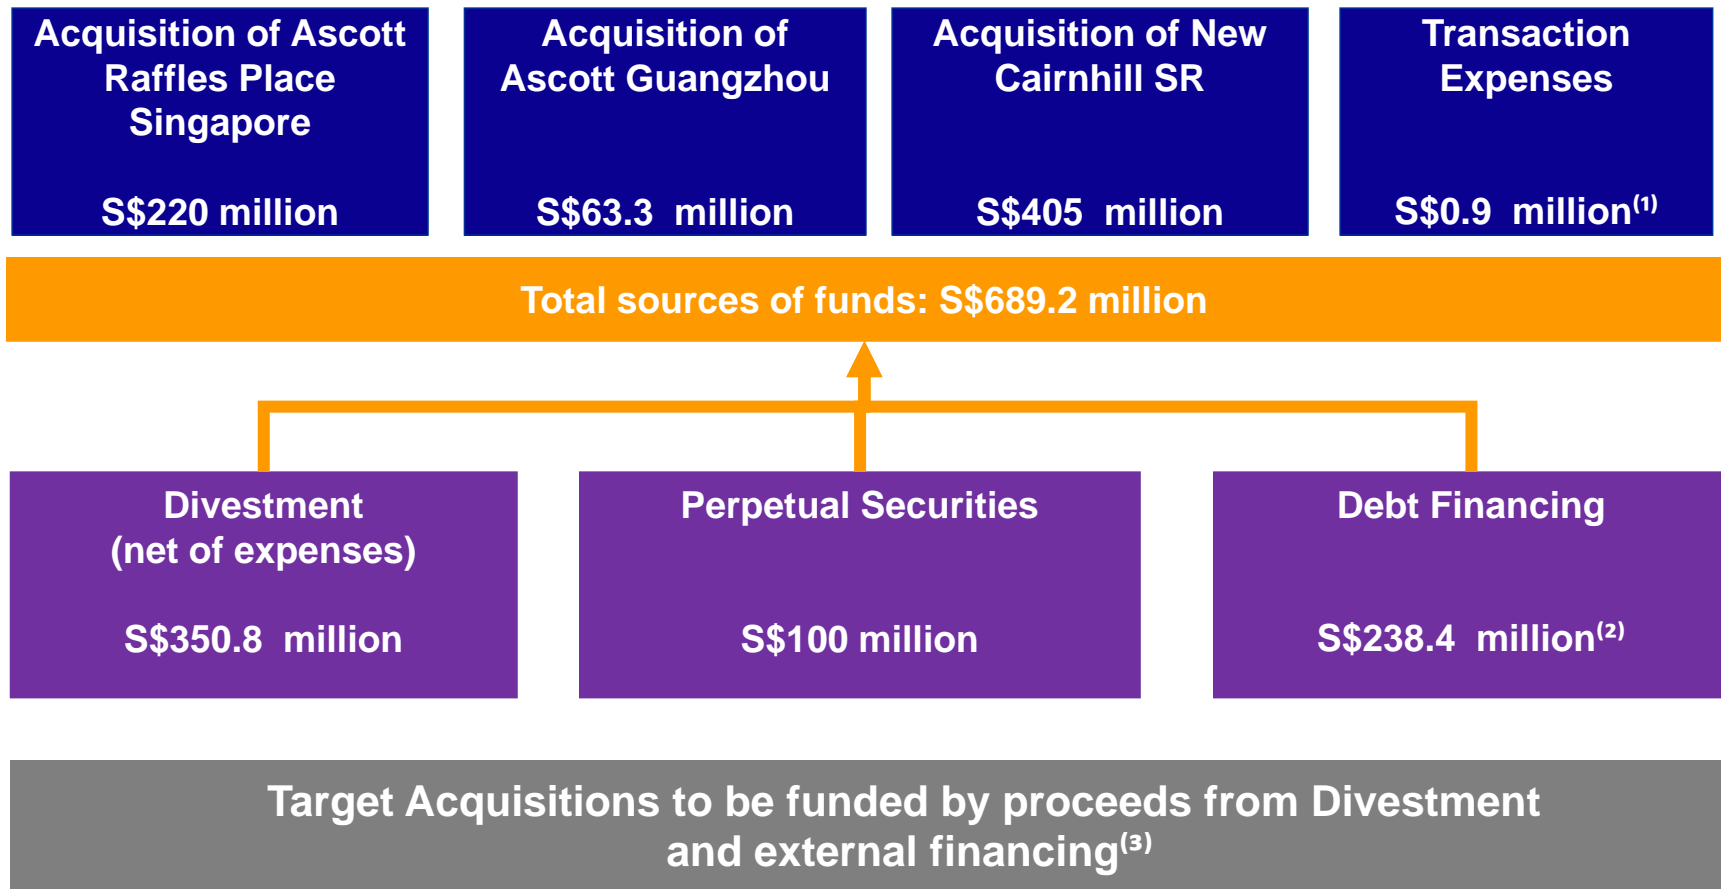 Acquisition of Ascott
Raffles Place
Singapore
S$220 million
Acquisition of
Ascott Guangzhou
S$63.3  million
Acquisition of New
Cairnhill SR
S$405  million
Transaction
Expenses
S$0.9  million⁽¹⁾
Total sources of funds: S$689.2 million
Divestment
(net of expenses)
S$350.8  million
Perpetual Securities
S$100 million
Debt Financing
S$238.4  million⁽²⁾
Target Acquisitions to be funded by proceeds from Divestment
and external financing⁽³⁾